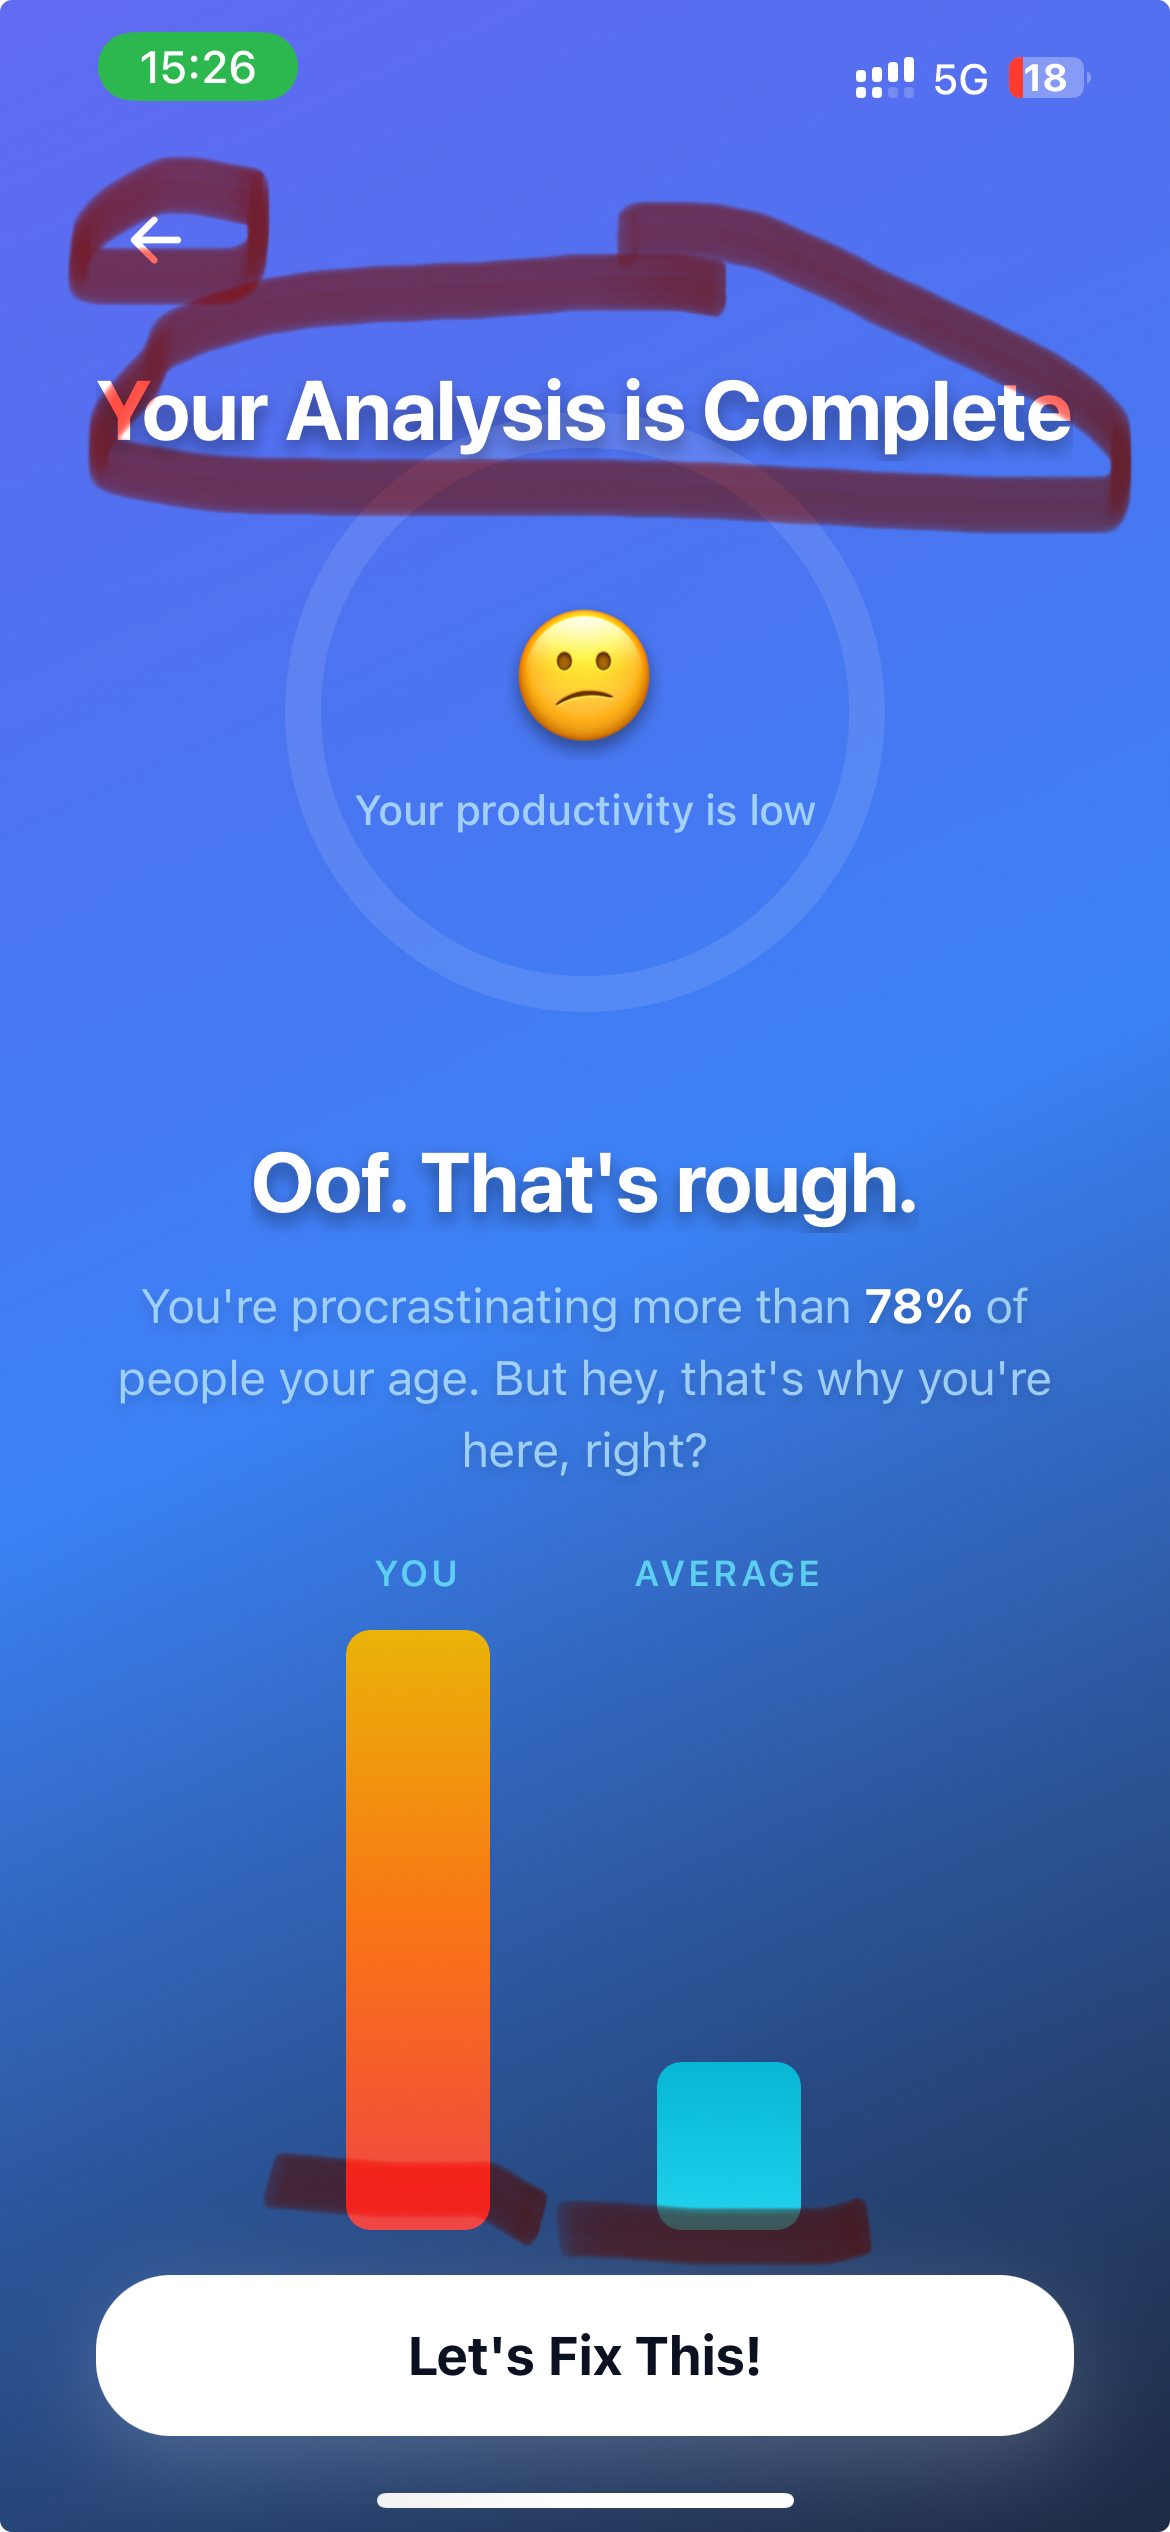 15:26
5G 18
Your Analysis is Complete
Your productivity is low
Oof. That's rough.
You're procrastinating more than 78% of
people your age. But hey, that's why you're
here, right?
YOU AVERAGE
Let's Fix This!